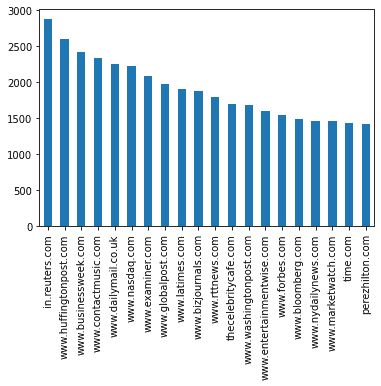 3000
2500
2000
1500
1000
500
0
in.reuters.com
www.huffingtonpost.com
www.businessweek.com
www.contactmusic.com
www.dailymail.co.uk
www.nasdaq.com
www.examiner.com
www.globalpost.com
www.latimes.com
www.bizjournals.com
www.rttnews.com
thecelebritycafe.com
www.washingtonpost.com
www.entertainmentwise.com
www.forbes.com
www.bloomberg.com
www.nydailynews.com
www.marketwatch.com
time.com
perezhilton.com